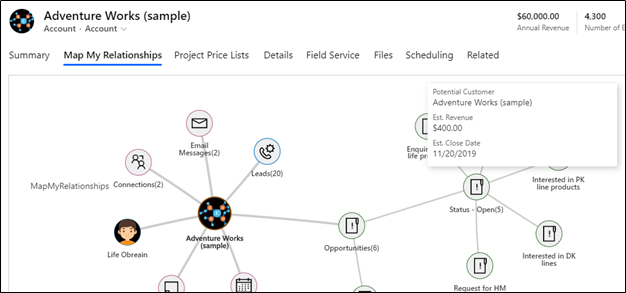 Adventure Works (sample)
Account · Account
$60,000.00
Annual Revenue
4,300
Number of E
Summary
Map My Relationships
Project Price Lists
Details
Field Service
Files
Scheduling
Related
Potential Customer
Adventure Works (sample)
Est. Revenue
$400.00
Est. Close Date
11/20/2019
Email
Messages(2)
Leads(20)
Enqui
life pr
Connections(2)
Interested in PK
line products
MapMyRelationships
Status - Open(5)
Adventure Works
(sample)
Life Obreain
Opportunities(6)
Interested in DK
lines
Request for HM